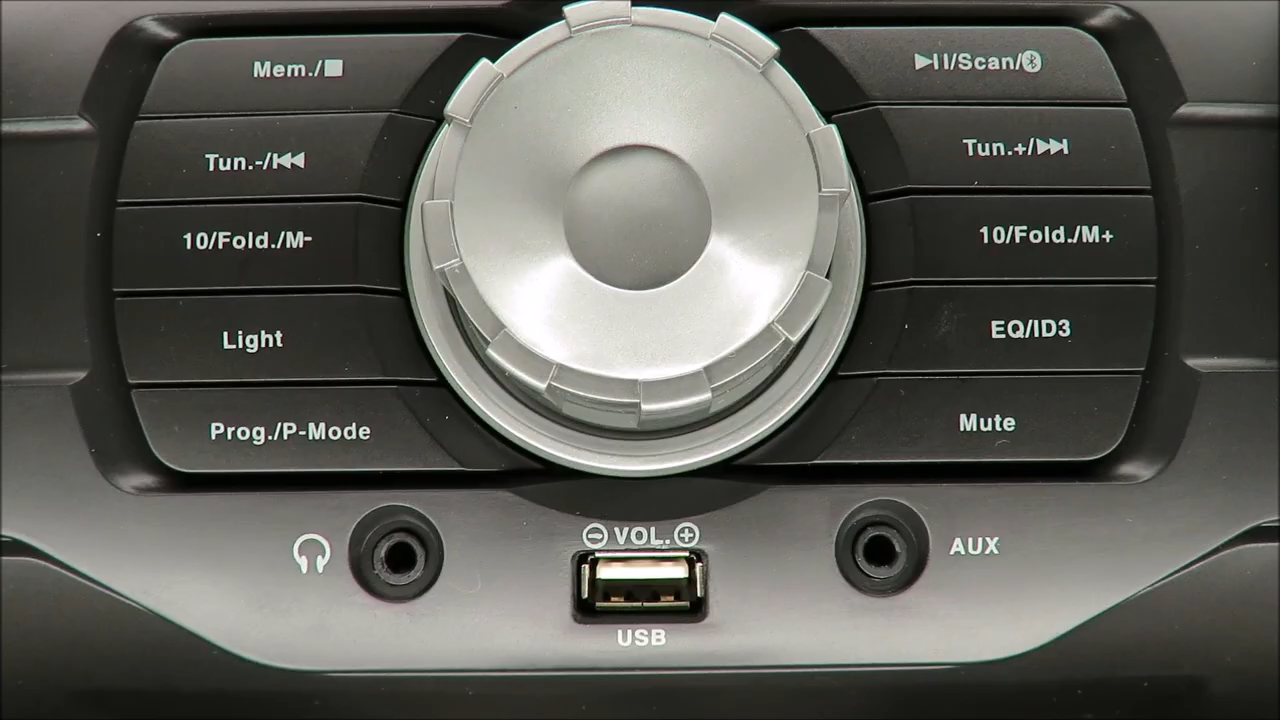 Mem./■
Tun.-/⏮
10/Fold./M-
Light
Prog./P-Mode
▶II/Scan/
Tun.+/⏭
10/Fold./M+
EQ/ID3
Mute
⊖ VOL. ⊕
USB
AUX